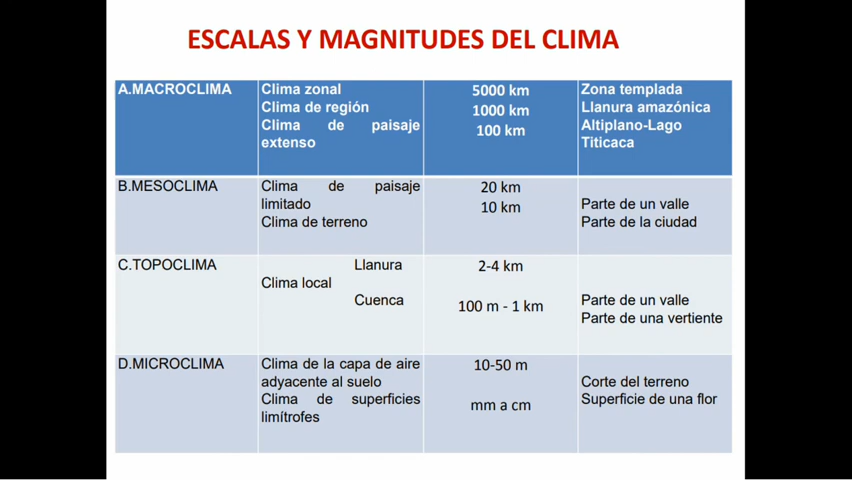 ESCALAS Y MAGNITUDES DEL CLIMA
A.MACROCLIMA
Clima zonal
Clima de región
Clima de paisaje
extenso
5000 km
1000 km
100 km
Zona templada
Llanura amazónica
Altiplano-Lago
Titicaca
B.MESOCLIMA
Clima de paisaje
limitado
Clima de terreno
20 km
10 km
Parte de un valle
Parte de la ciudad
C.TOPOCLIMA
Llanura
Clima local
Cuenca
2-4 km
100 m - 1 km
Parte de un valle
Parte de una vertiente
D.MICROCLIMA
Clima de la capa de aire
adyacente al suelo
Clima de superficies
limítrofes
10-50 m
mm a cm
Corte del terreno
Superficie de una flor